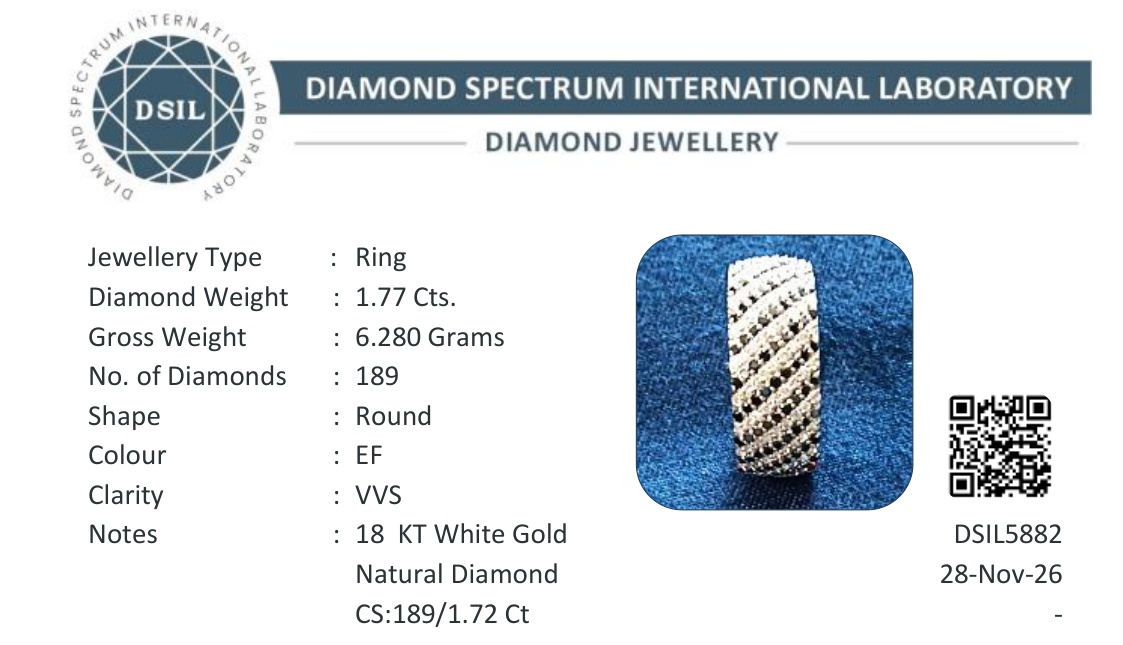 DIAMOND SPECTRUM INTERNATIONAL LABORATORY
DSIL
DIAMOND SPECTRUM INTERNATIONAL LABORATORY
DIAMOND JEWELLERY
Jewellery Type : Ring
Diamond Weight : 1.77 Cts.
Gross Weight : 6.280 Grams
No. of Diamonds : 189
Shape : Round
Colour : EF
Clarity : VVS
Notes : 18 KT White Gold
Natural Diamond
CS:189/1.72 Ct
DSIL5882
28-Nov-26
-